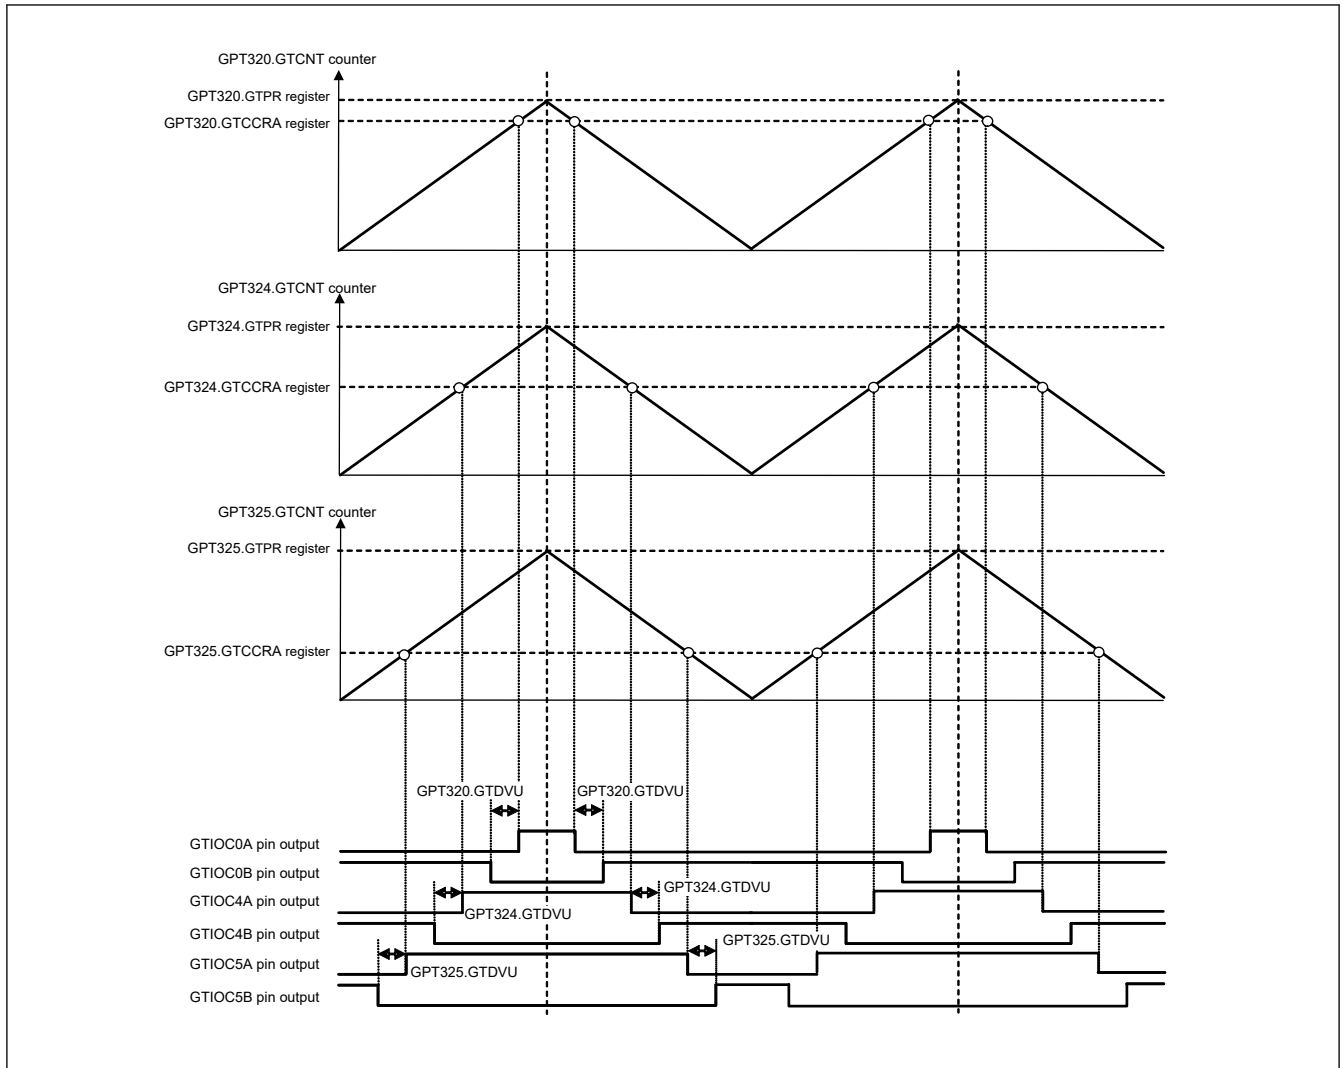 GPT320.GTCNT counter
GPT320.GTPR register
GPT320.GTCCRA register
GPT324.GTCNT counter
GPT324.GTPR register
GPT324.GTCCRA register
GPT325.GTCNT counter
GPT325.GTPR register
GPT325.GTCCRA register
GPT320.GTDVU GPT320.GTDVU
GTIOC0A pin output
GTIOC0B pin output
GPT324.GTDVU
GTIOC4A pin output
GPT324.GTDVU
GTIOC4B pin output
GPT325.GTDVU
GTIOC5A pin output
GPT325.GTDVU
GTIOC5B pin output